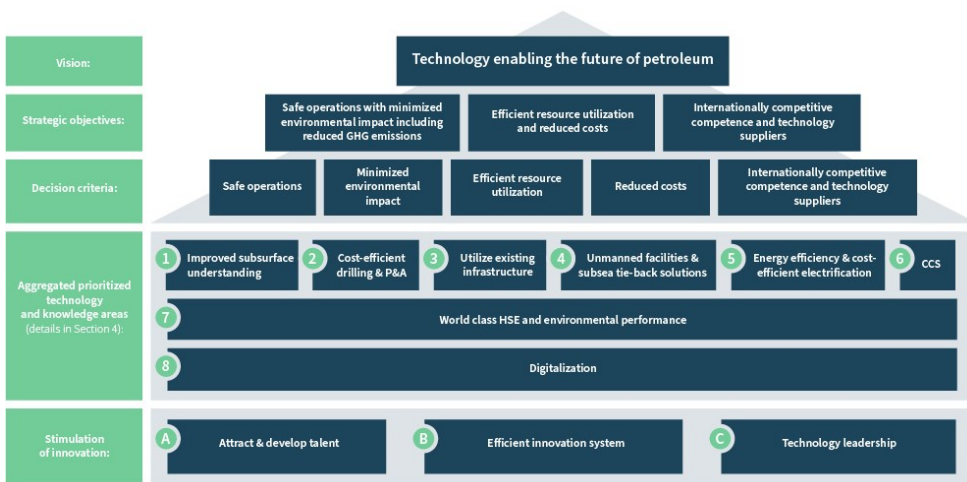 Vision:
Technology enabling the future of petroleum
Strategic objectives:
Safe operations with minimized
environmental impact including
reduced GHG emissions
Efficient resource utilization
and reduced costs
Internationally competitive
competence and technology
suppliers
Decision criteria:
Safe operations
Minimized
environmental
impact
Efficient resource
utilization
Reduced costs
Internationally competitive
competence and technology
suppliers
Aggregated prioritized
technology
and knowledge areas
(details in Section 4):
1
Improved subsurface
understanding
2
Cost-efficient
drilling & P&A
3
Utilize existing
infrastructure
4
Unmanned facilities &
subsea tie-back solutions
5
Energy efficiency & cost-
efficient electrification
6
CCS
7
World class HSE and environmental performance
8
Digitalization
Stimulation
of innovation:
A
Attract & develop talent
B
Efficient innovation system
C
Technology leadership